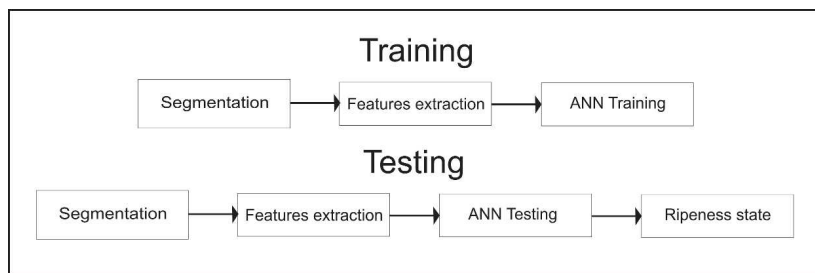 Training
Segmentation
Features extraction
ANN Training
Testing
Segmentation
Features extraction
ANN Testing
Ripeness state